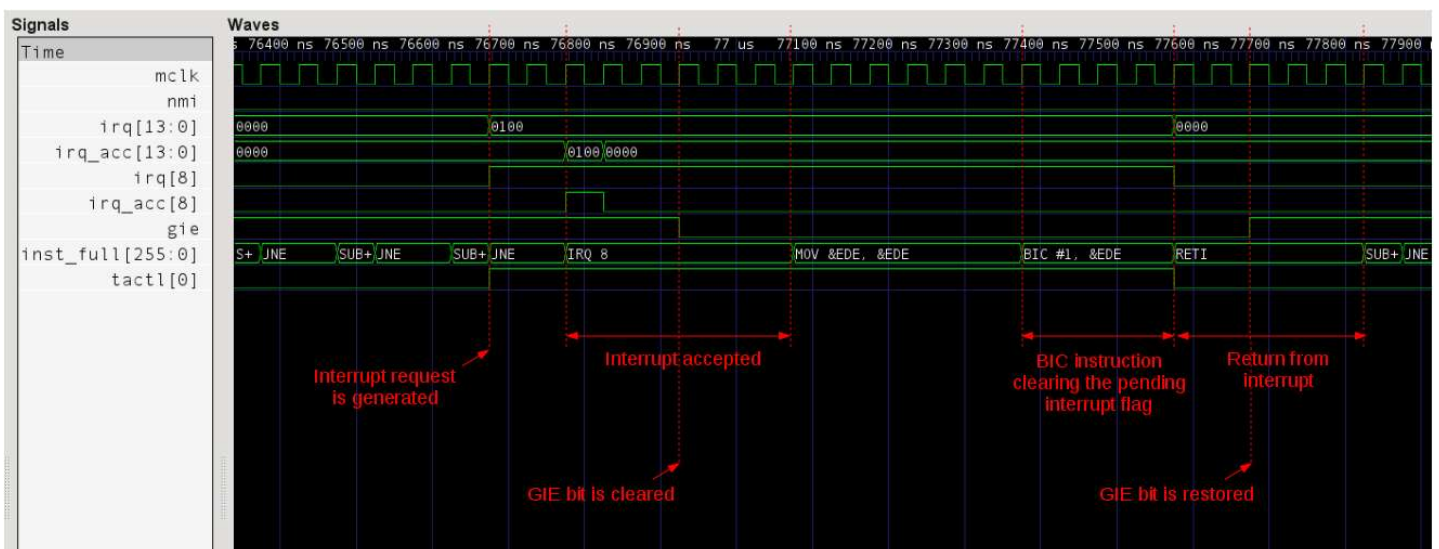 Signals
Waves
Time
s 76400 ns 76500 ns 76600 ns 76700 ns 76800 ns 76900 ns 77 us 77100 ns 77200 ns 77300 ns 77400 ns 77500 ns 77600 ns 77700 ns 77800 ns 77900
mclk
nmi
irq[13:0] 0000 0100 0000
irq_acc[13:0] 0000 0100 0000
irq[8]
irq_acc[8]
gie
inst_full[255:0] S+ JNE SUB+ JNE SUB+ JNE IRQ 8 MOV &EDE, &EDE BIC #1, &EDE RETI SUB+ JNE
tactl[0]
Interrupt request
is generated
Interrupt accepted
BIC instruction
clearing the pending
interrupt flag
Return from
interrupt
GIE bit is cleared
GIE bit is restored